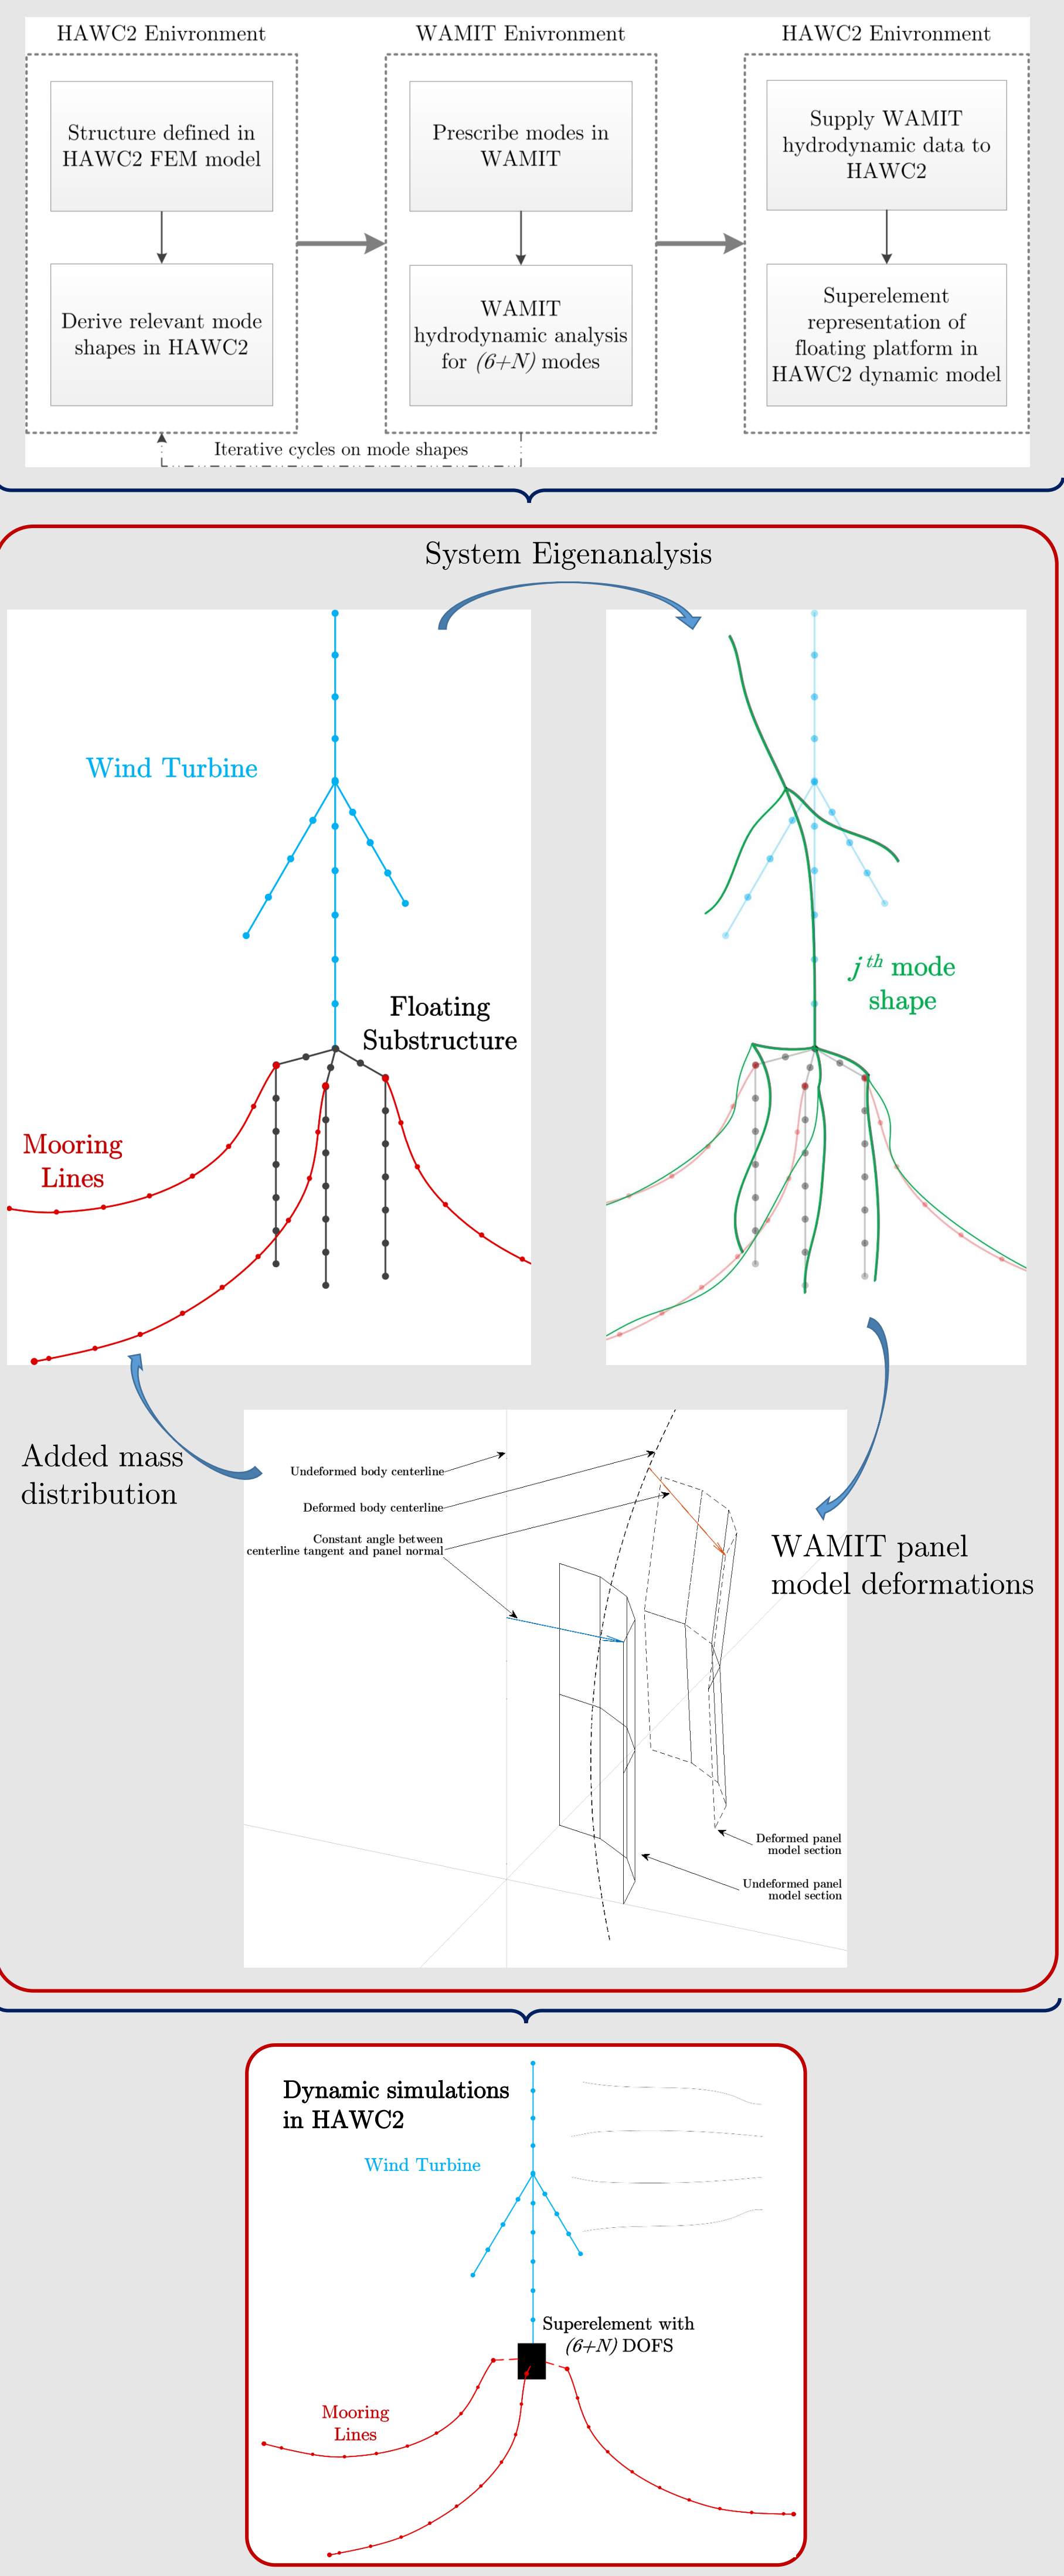 HAWC2 Enivronment
WAMIT Enivronment
HAWC2 Enivronment
Structure defined in
HAWC2 FEM model
Derive relevant mode
shapes in HAWC2
Prescribe modes in
WAMIT
WAMIT
hydrodynamic analysis
for (6+N) modes
Supply WAMIT
hydrodynamic data to
HAWC2
Superelement
representation of
floating platform in
HAWC2 dynamic model
Iterative cycles on mode shapes
System Eigenanalysis
Wind Turbine
Floating
Substructure
Mooring
Lines
j th mode
shape
Added mass
distribution
Undeformed body centerline
Deformed body centerline
Constant angle between
centerline tangent and panel normal
WAMIT panel
model deformations
Deformed panel
model section
Undeformed panel
model section
Dynamic simulations
in HAWC2
Wind Turbine
Superelement with
(6+N) DOFS
Mooring
Lines